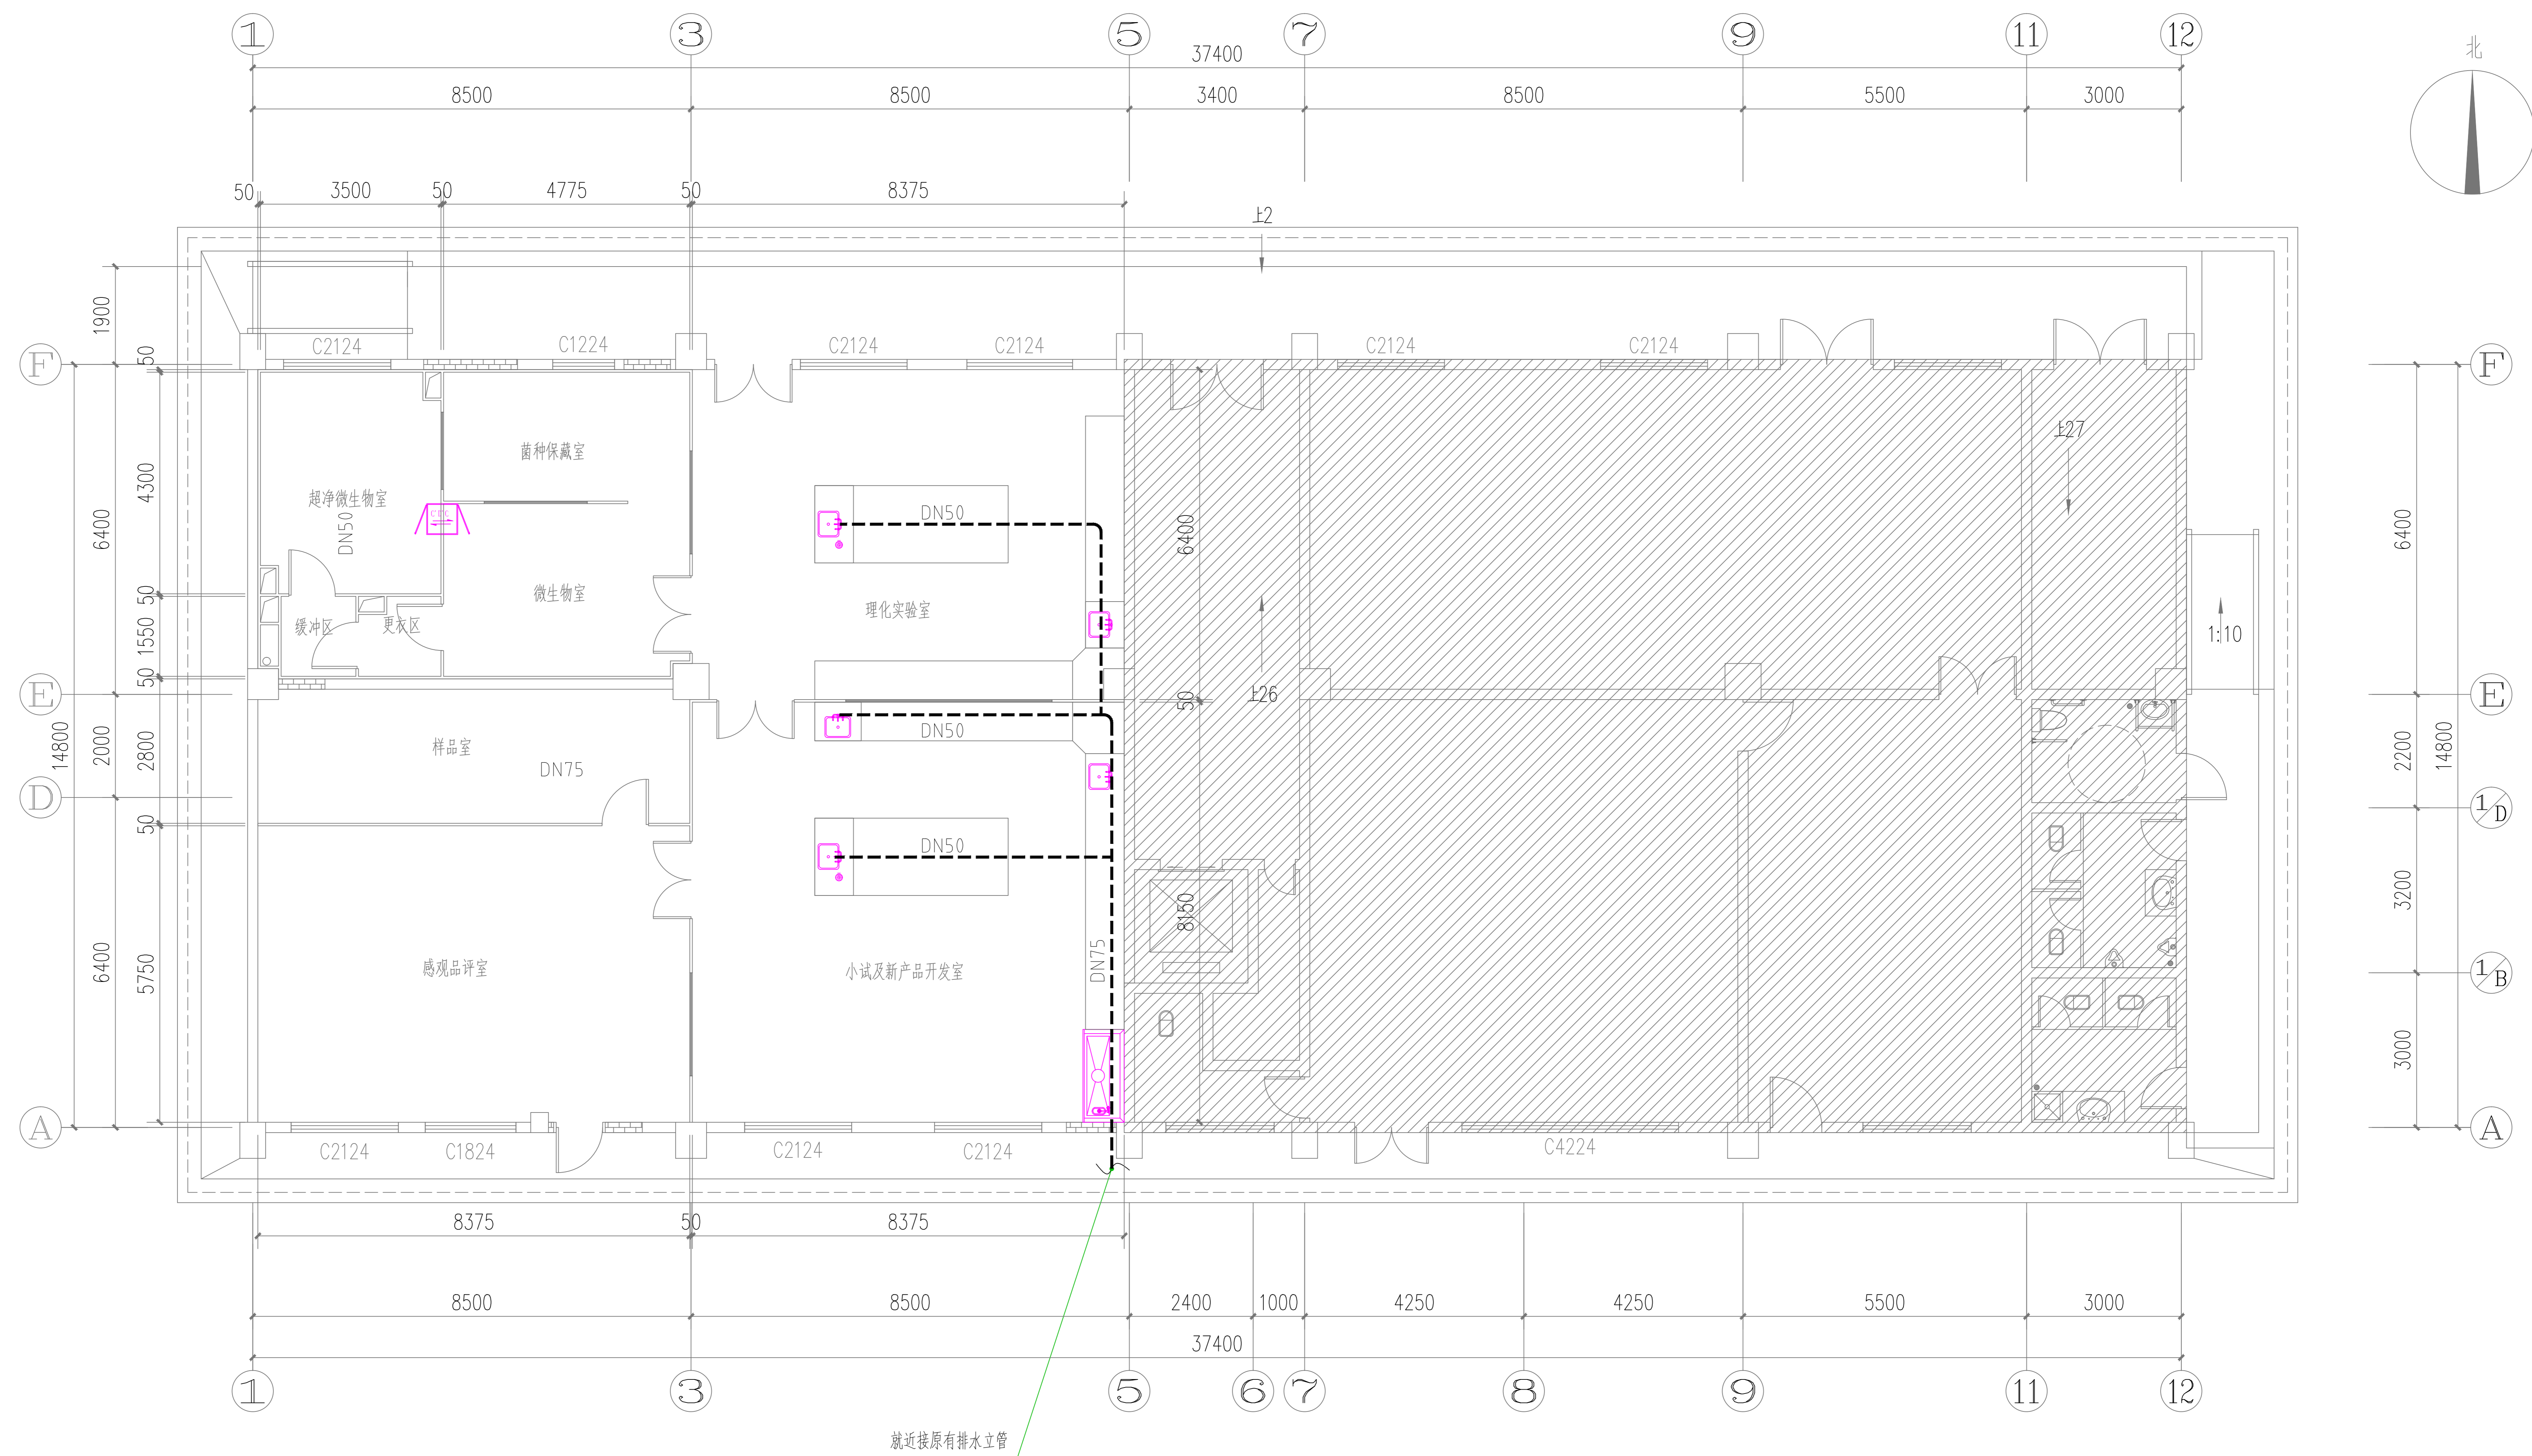 1 3 5 7 9 11 12
北
37400
8500 8500 3400 8500 5500 3000
50 3500 50 4775 50 8375
上2
1900
C2124 C1224 C2124 C2124 C2124 C2124
F
50
F
上27
菌种保藏室
4300
超净微生物室
DN50
DN50
6400
6400
6400
50
微生物室
理化实验室
1550
缓冲区
更衣区
1:10
50
E
50
上26
E
14800
2000
2800
样品室
DN50
2200
14800
DN75
D
1/D
50
DN50
3200
8150
6400
5750
感观品评室
小试及新产品开发室
DN75
1/B
3000
A
A
C2124 C1824 C2124 C2124 C4224
8375 50 8375
8500 8500 2400 1000 4250 4250 5500 3000
37400
1 3 5 6 7 8 9 11 12
就近接原有排水立管